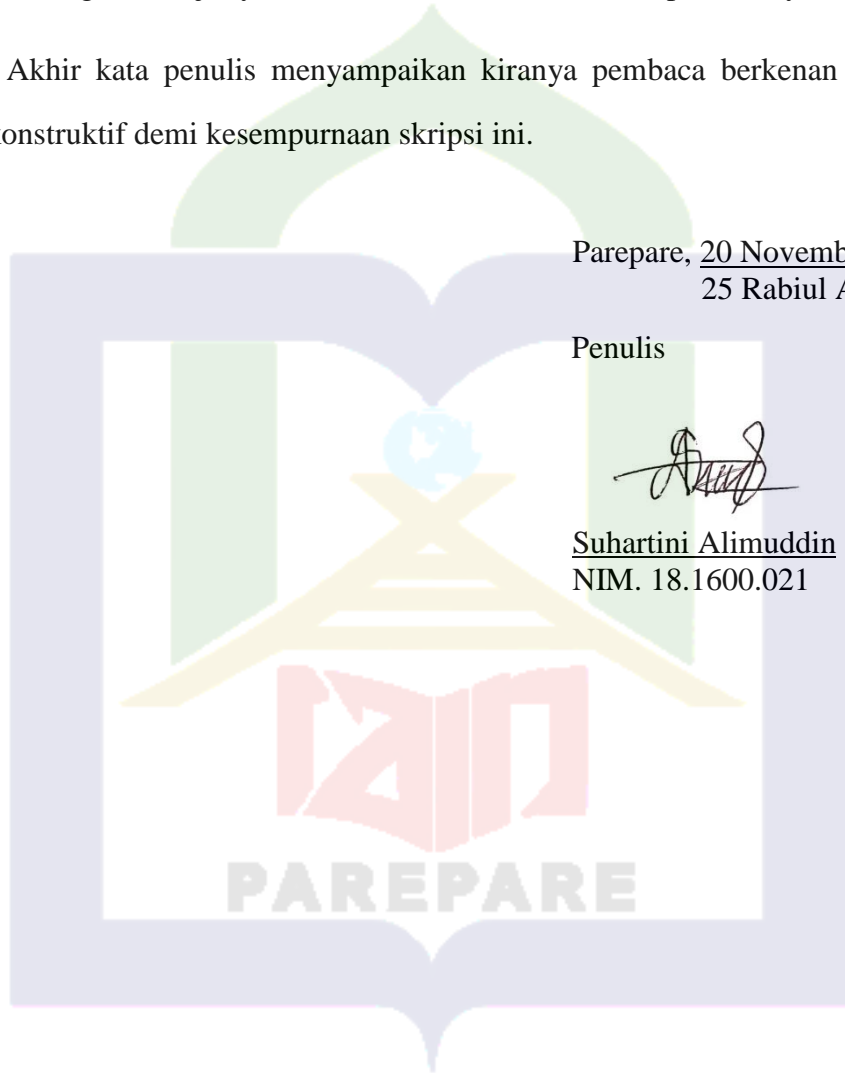 Akhir kata penulis menyampaikan kiranya pembaca berkenan
konstruktif demi kesempurnaan skripsi ini.
Parepare, 20 Novemb
25 Rabiul A
Penulis
Suhartini Alimuddin
NIM. 18.1600.021
iain
PAREPARE